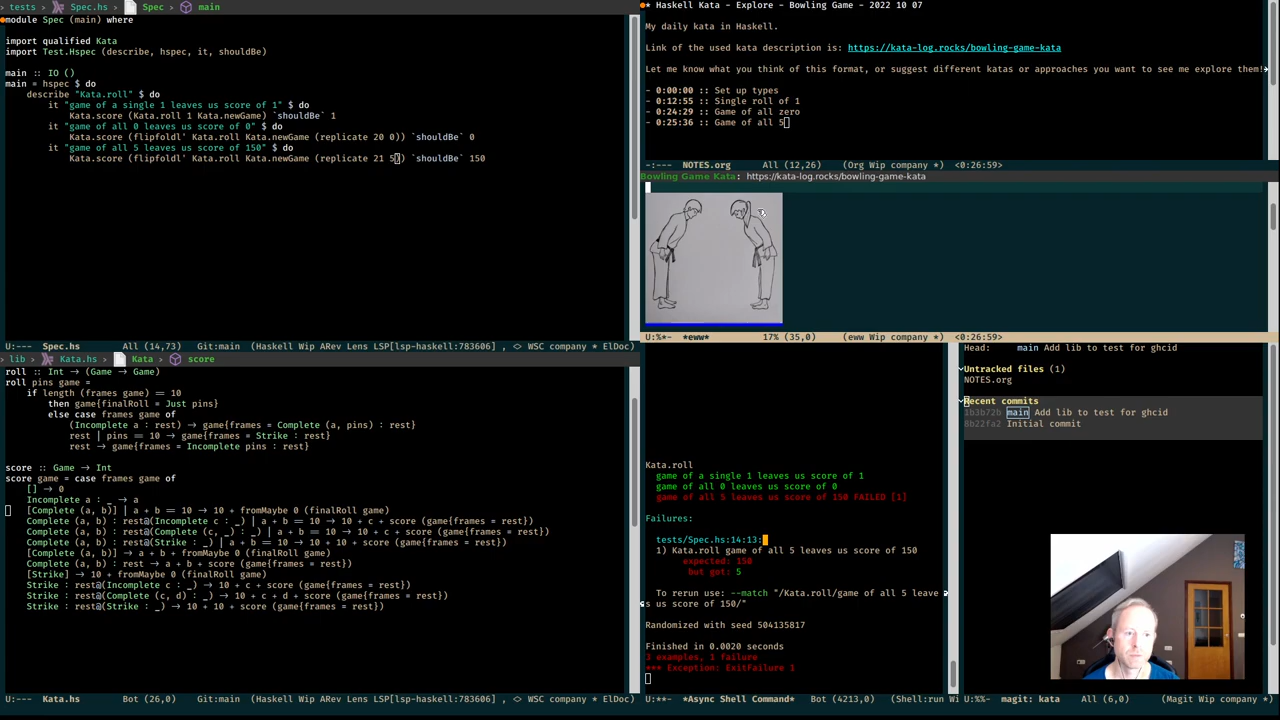 tests Spec.hs Spec main
module Spec (main) where
import qualified Kata
import Test.Hspec (describe, hspec, it, shouldBe)
main :: IO ()
main = hspec $ do
describe "Kata.roll" $ do
it "game of a single 1 leaves us score of 1" $ do
Kata.score (Kata.roll 1 Kata.newGame) `shouldBe` 1
it "game of all 0 leaves us score of 0" $ do
Kata.score (flipfoldl' Kata.roll Kata.newGame (replicate 20 0)) `shouldBe` 0
it "game of all 5 leaves us score of 150" $ do
Kata.score (flipfoldl' Kata.roll Kata.newGame (replicate 21 5)) `shouldBe` 150
U:--- Spec.hs All (14,73) Git:main (Haskell Wip ARev Lens LSP[lsp-haskell:783606] , <> WSC company * ElDoc)
lib Kata.hs Kata score
roll :: Int → (Game → Game)
roll pins game =
if length (frames game) == 10
then game{finalRoll = Just pins}
else case frames game of
(Incomplete a : rest) → game{frames = Complete (a, pins) : rest}
rest | pins == 10 → game{frames = Strike : rest}
rest → game{frames = Incomplete pins : rest}
score :: Game → Int
score game = case frames game of
[] → 0
Incomplete a : _ → a
[Complete (a, b)] | a + b == 10 → 10 + fromMaybe 0 (finalRoll game)
Complete (a, b) : rest@(Incomplete c : _) | a + b == 10 → 10 + c + score (game{frames = rest})
Complete (a, b) : rest@(Complete (c, _) : _) | a + b == 10 → 10 + c + score (game{frames = rest})
Complete (a, b) : rest@(Strike : _) | a + b == 10 → 10 + 10 + score (game{frames = rest})
[Complete (a, b)] → a + b + fromMaybe 0 (finalRoll game)
Complete (a, b) : rest → a + b + score (game{frames = rest})
[Strike] → 10 + fromMaybe 0 (finalRoll game)
Strike : rest@(Incomplete c : _) → 10 + c + score (game{frames = rest})
Strike : rest@(Complete (c, d) : _) → 10 + c + d + score (game{frames = rest})
Strike : rest@(Strike : _) → 10 + 10 + score (game{frames = rest})
U:--- Kata.hs Bot (26,0) Git:main (Haskell Wip ARev Lens LSP[lsp-haskell:783606] , <> WSC company * ElDoc)
* Haskell Kata - Explore - Bowling Game - 2022 10 07
My daily kata in Haskell.
Link of the used kata description is: https://kata-log.rocks/bowling-game-kata
Let me know what you think of this format, or suggest different katas or approaches you want to see me explore them!
- 0:00:00 :: Set up types
- 0:12:55 :: Single roll of 1
- 0:24:29 :: Game of all zero
- 0:25:36 :: Game of all 5
-:--- NOTES.org All (12,26) (Org Wip company *) <0:26:59>
Bowling Game Kata: https://kata-log.rocks/bowling-game-kata
U:%*- *eww* 17% (35,0) (eww Wip company *) <0:26:59>
Kata.roll
game of a single 1 leaves us score of 1
game of all 0 leaves us score of 0
game of all 5 leaves us score of 150 FAILED [1]
Failures:
tests/Spec.hs:14:13:
1) Kata.roll game of all 5 leaves us score of 150
expected: 150
but got: 5
To rerun use: --match "/Kata.roll/game of all 5 leave
s us score of 150/"
Randomized with seed 504135817
Finished in 0.0020 seconds
examples, 1 failure
*** Exception: ExitFailure 1
U:**- *Async Shell Command* Bot (4213,0) (Shell:run Wi
Head: main Add lib to test for ghcid
Untracked files (1)
NOTES.org
Recent commits
1b3b72b main Add lib to test for ghcid
8b22fa2 Initial commit
U:%%- magit: kata All (6,0) (Magit Wip company *)